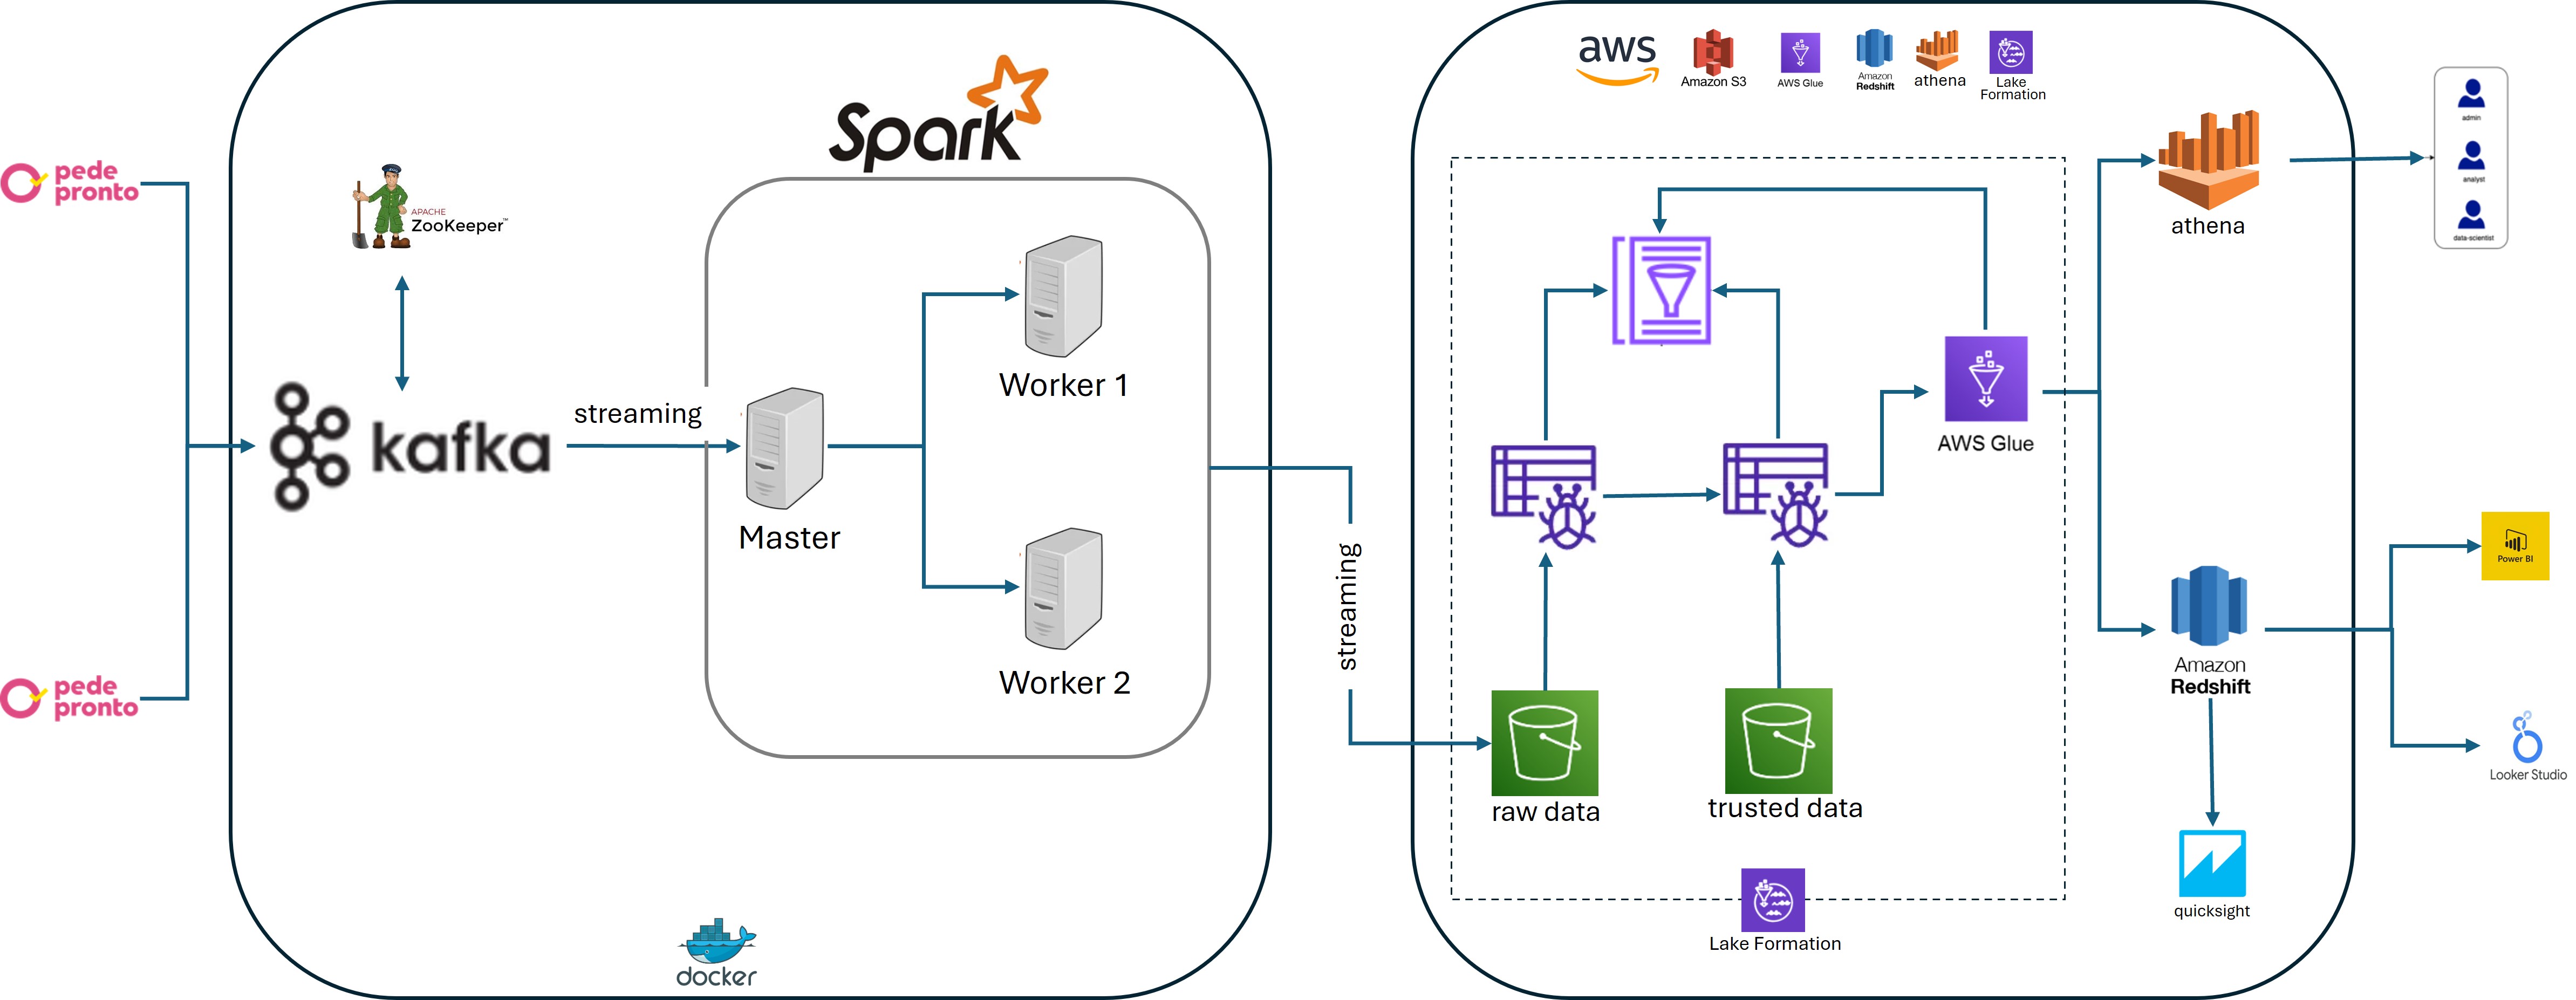 pede
pronto
pede
pronto
APACHE
ZooKeeper™
kafka
streaming
Spark
Master
Worker 1
Worker 2
docker
streaming
aws
Amazon S3
AWS Glue
Amazon
Redshift
athena
Lake
Formation
AWS Glue
raw data
trusted data
Lake Formation
athena
admin
analyst
data-scientist
Amazon
Redshift
quicksight
Power BI
Looker Studio